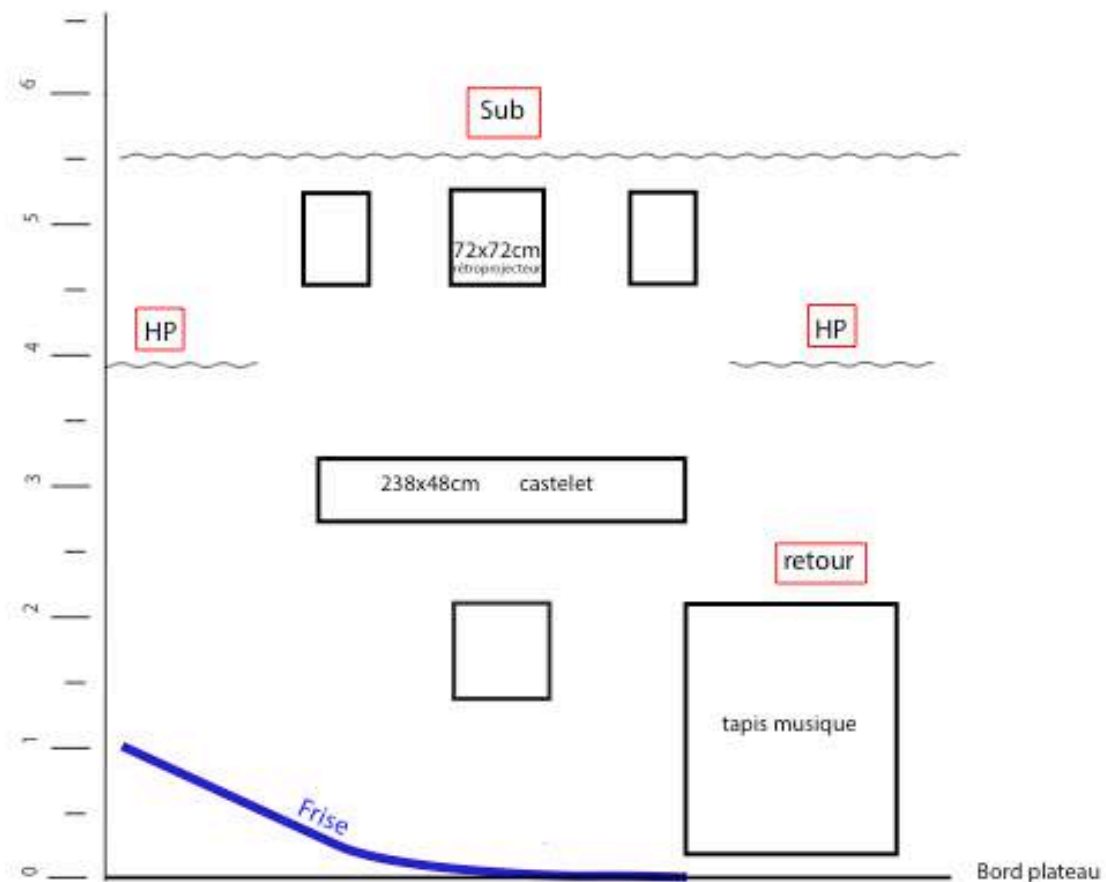 6
Sub
5
72x72cm
rétroprojecteur
HP
HP
4
3
238x48cm castelet
retour
2
tapis musique
1
Frise
0
Bord plateau